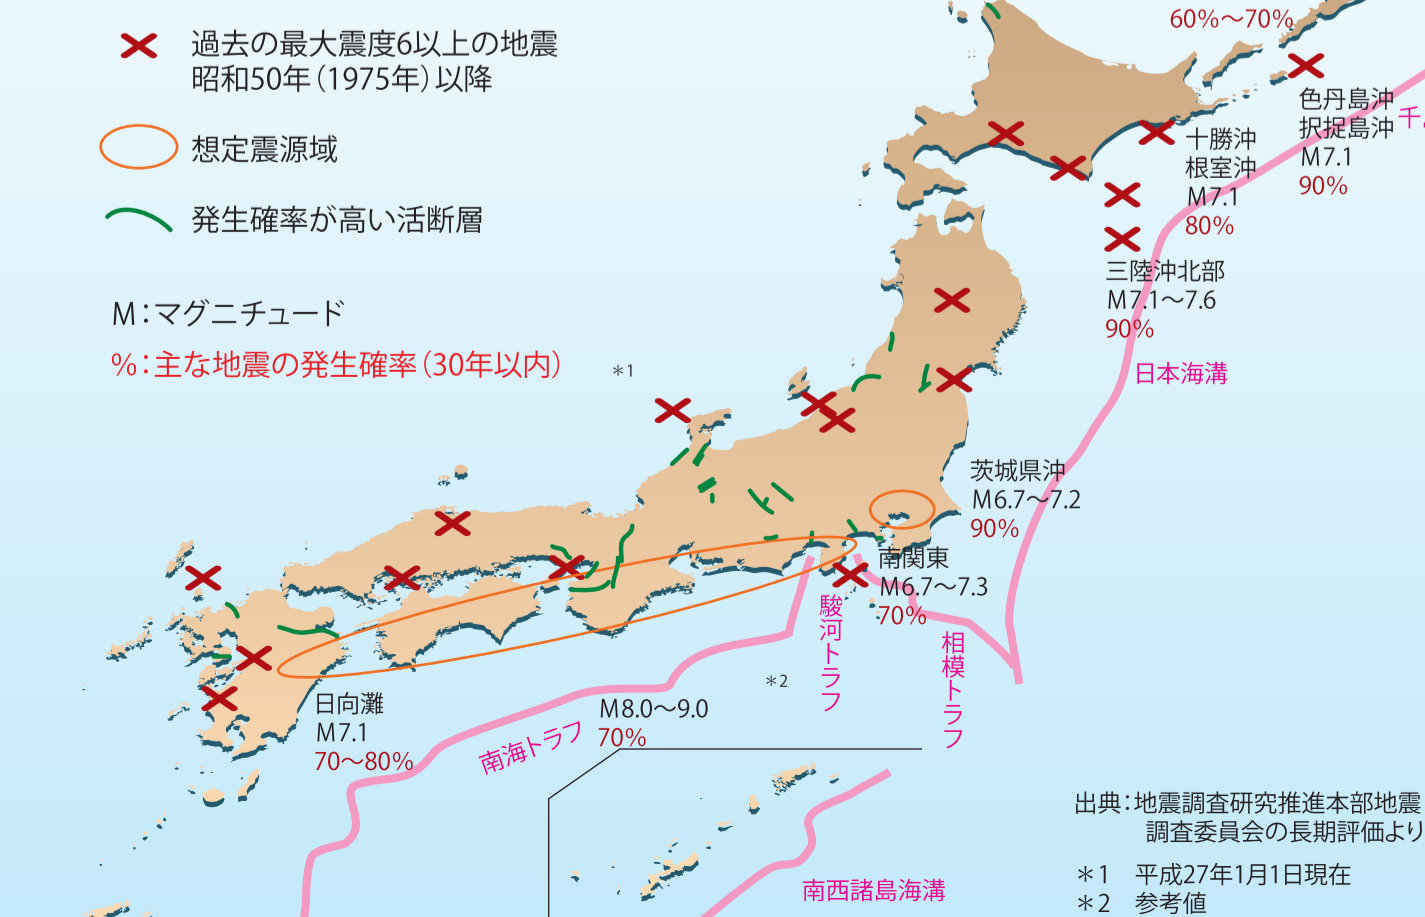 過去の最大震度6以上の地震
昭和50年（1975年）以降
想定震源域
発生確率が高い活断層
M：マグニチュード
%：主な地震の発生確率（30年以内）
＊1
60%～70%
色丹島沖
択捉島沖
M7.1
90%
千
十勝沖
根室沖
M7.1
80%
三陸沖北部
M7.1～7.6
90%
日本海溝
茨城県沖
M6.7～7.2
90%
南関東
M6.7～7.3
70%
駿河トラフ
相模トラフ
＊2
M8.0～9.0
70%
南海トラフ
日向灘
M7.1
70～80%
南西諸島海溝
出典：地震調査研究推進本部地震
調査委員会の長期評価より
＊1　平成27年1月1日現在
＊2　参考値